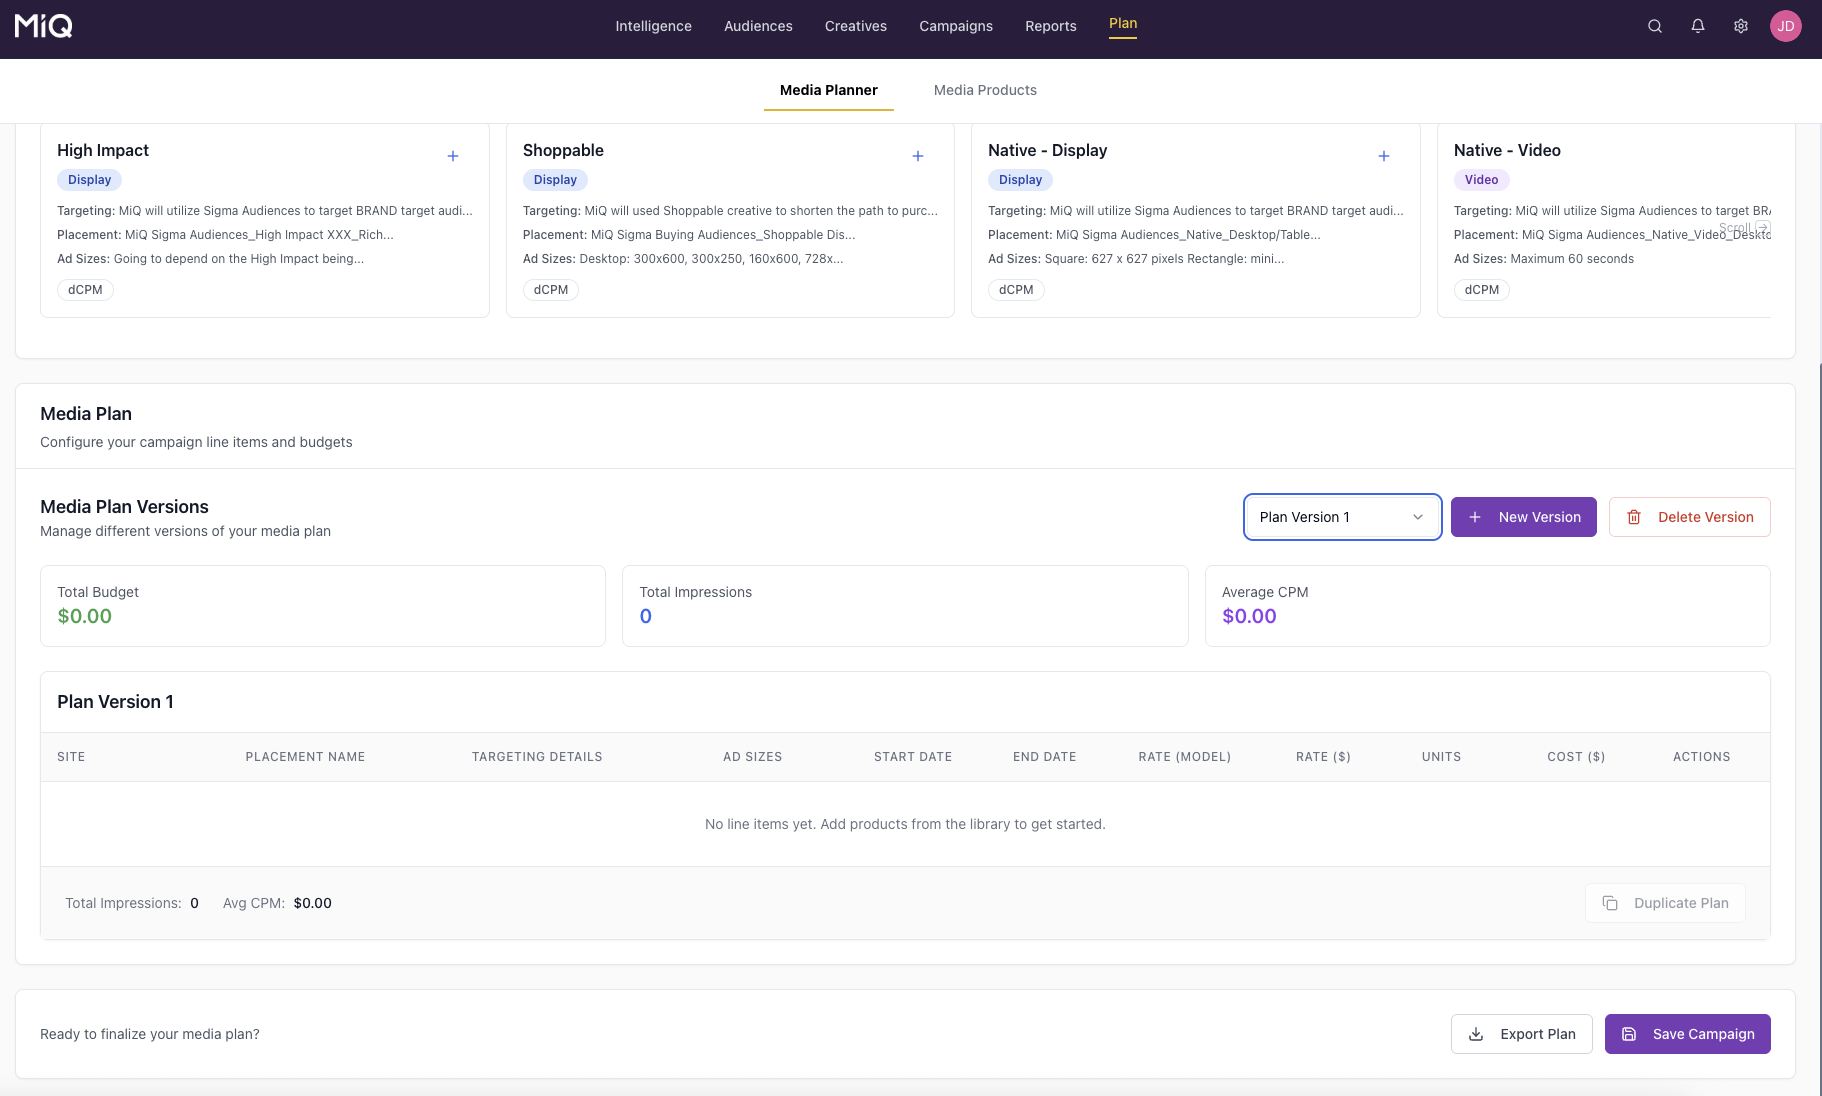 MiQ
Intelligence Audiences Creatives Campaigns Reports Plan
JD
Media Planner Media Products
High Impact
Display
Targeting: MiQ will utilize Sigma Audiences to target BRAND target audi...
Placement: MiQ Sigma Audiences_High Impact XXX_Rich...
Ad Sizes: Going to depend on the High Impact being...
dCPM
Shoppable
Display
Targeting: MiQ will used Shoppable creative to shorten the path to purc...
Placement: MiQ Sigma Buying Audiences_Shoppable Dis...
Ad Sizes: Desktop: 300x600, 300x250, 160x600, 728x...
dCPM
Native - Display
Display
Targeting: MiQ will utilize Sigma Audiences to target BRAND target audi...
Placement: MiQ Sigma Audiences_Native_Desktop/Table...
Ad Sizes: Square: 627 x 627 pixels Rectangle: mini...
dCPM
Native - Video
Video
Targeting: MiQ will utilize Sigma Audiences to target BRA
Scroll
Placement: MiQ Sigma Audiences_Native_Video_Deskto
Ad Sizes: Maximum 60 seconds
dCPM
Media Plan
Configure your campaign line items and budgets
Media Plan Versions
Manage different versions of your media plan
Plan Version 1
New Version
Delete Version
Total Budget
$0.00
Total Impressions
0
Average CPM
$0.00
Plan Version 1
SITE PLACEMENT NAME TARGETING DETAILS AD SIZES START DATE END DATE RATE (MODEL) RATE ($) UNITS COST ($) ACTIONS
No line items yet. Add products from the library to get started.
Total Impressions: 0 Avg CPM: $0.00
Duplicate Plan
Ready to finalize your media plan?
Export Plan
Save Campaign